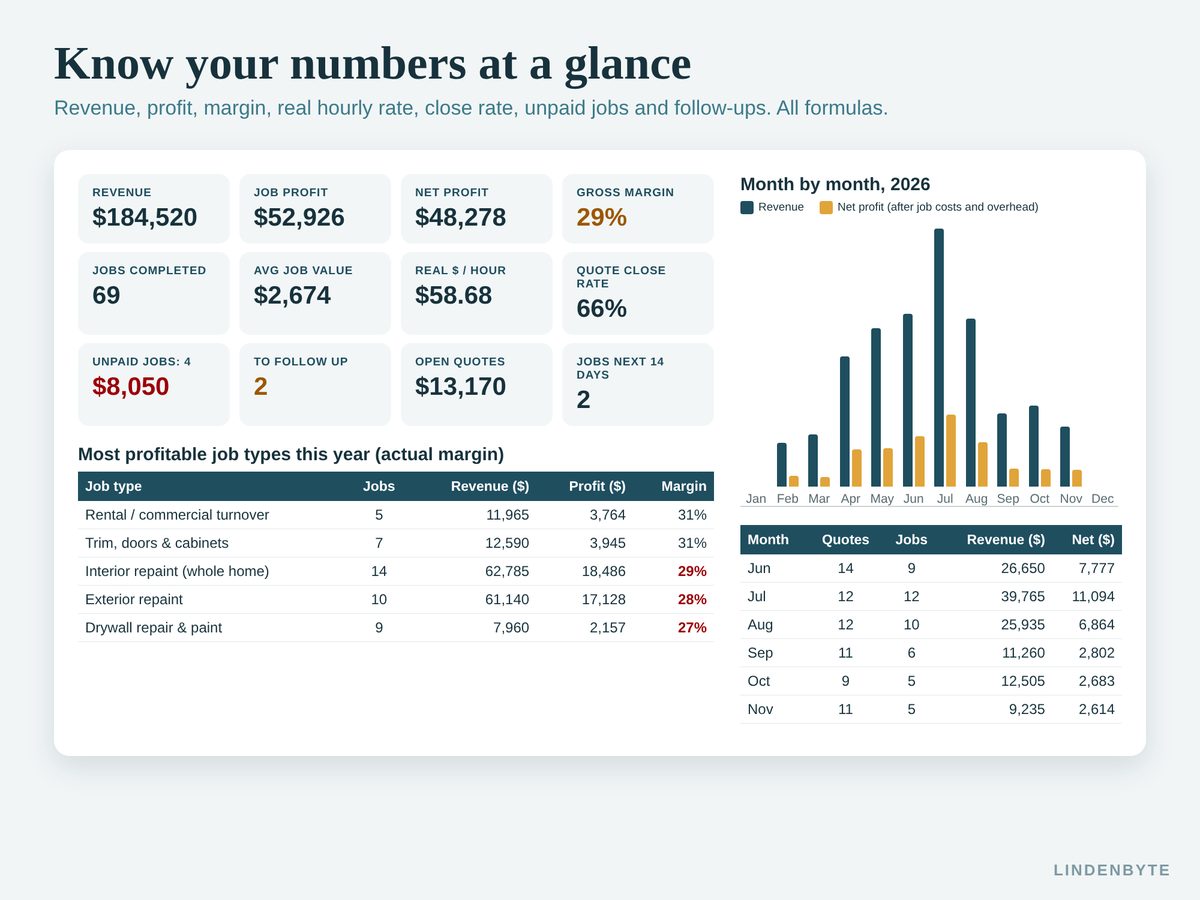 Know your numbers at a glance
Revenue, profit, margin, real hourly rate, close rate, unpaid jobs and follow-ups. All formulas.
REVENUE
$184,520
JOB PROFIT
$52,926
NET PROFIT
$48,278
GROSS MARGIN
29%
JOBS COMPLETED
69
AVG JOB VALUE
$2,674
REAL $ / HOUR
$58.68
QUOTE CLOSE
RATE
66%
UNPAID JOBS: 4
$8,050
TO FOLLOW UP
2
OPEN QUOTES
$13,170
JOBS NEXT 14
DAYS
2
Most profitable job types this year (actual margin)
Job type Jobs Revenue ($) Profit ($) Margin
Rental / commercial turnover 5 11,965 3,764 31%
Trim, doors & cabinets 7 12,590 3,945 31%
Interior repaint (whole home) 14 62,785 18,486 29%
Exterior repaint 10 61,140 17,128 28%
Drywall repair & paint 9 7,960 2,157 27%
Month by month, 2026
Revenue Net profit (after job costs and overhead)
Jan Feb Mar Apr May Jun Jul Aug Sep Oct Nov Dec
Month Quotes Jobs Revenue ($) Net ($)
Jun 14 9 26,650 7,777
Jul 12 12 39,765 11,094
Aug 12 10 25,935 6,864
Sep 11 6 11,260 2,802
Oct 9 5 12,505 2,683
Nov 11 5 9,235 2,614
LINDENBYTE